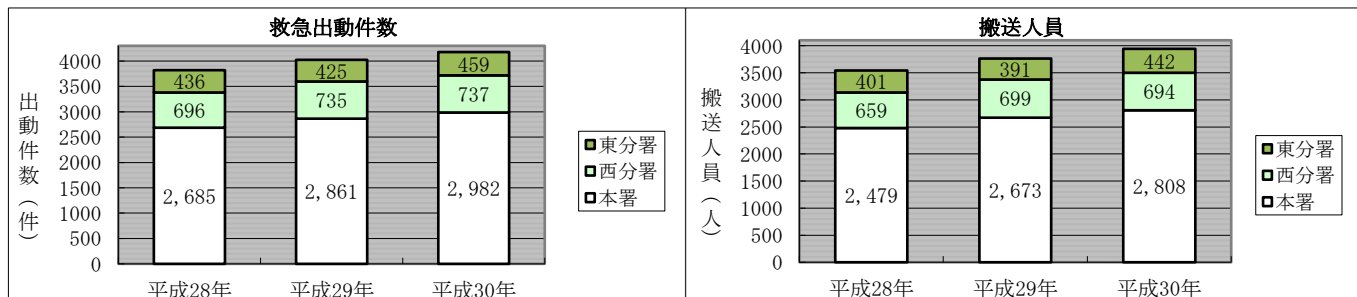 救急出動件数
出動件数（件）
4000
3500
3000
2500
2000
1500
1000
500
0
436
425
459
696
735
737
2,685
2,861
2,982
平成28年
平成29年
平成30年
東分署
西分署
本署
搬送人員
搬送人員（人）
4000
3500
3000
2500
2000
1500
1000
500
0
401
391
442
659
699
694
2,479
2,673
2,808
平成28年
平成29年
平成30年
東分署
西分署
本署